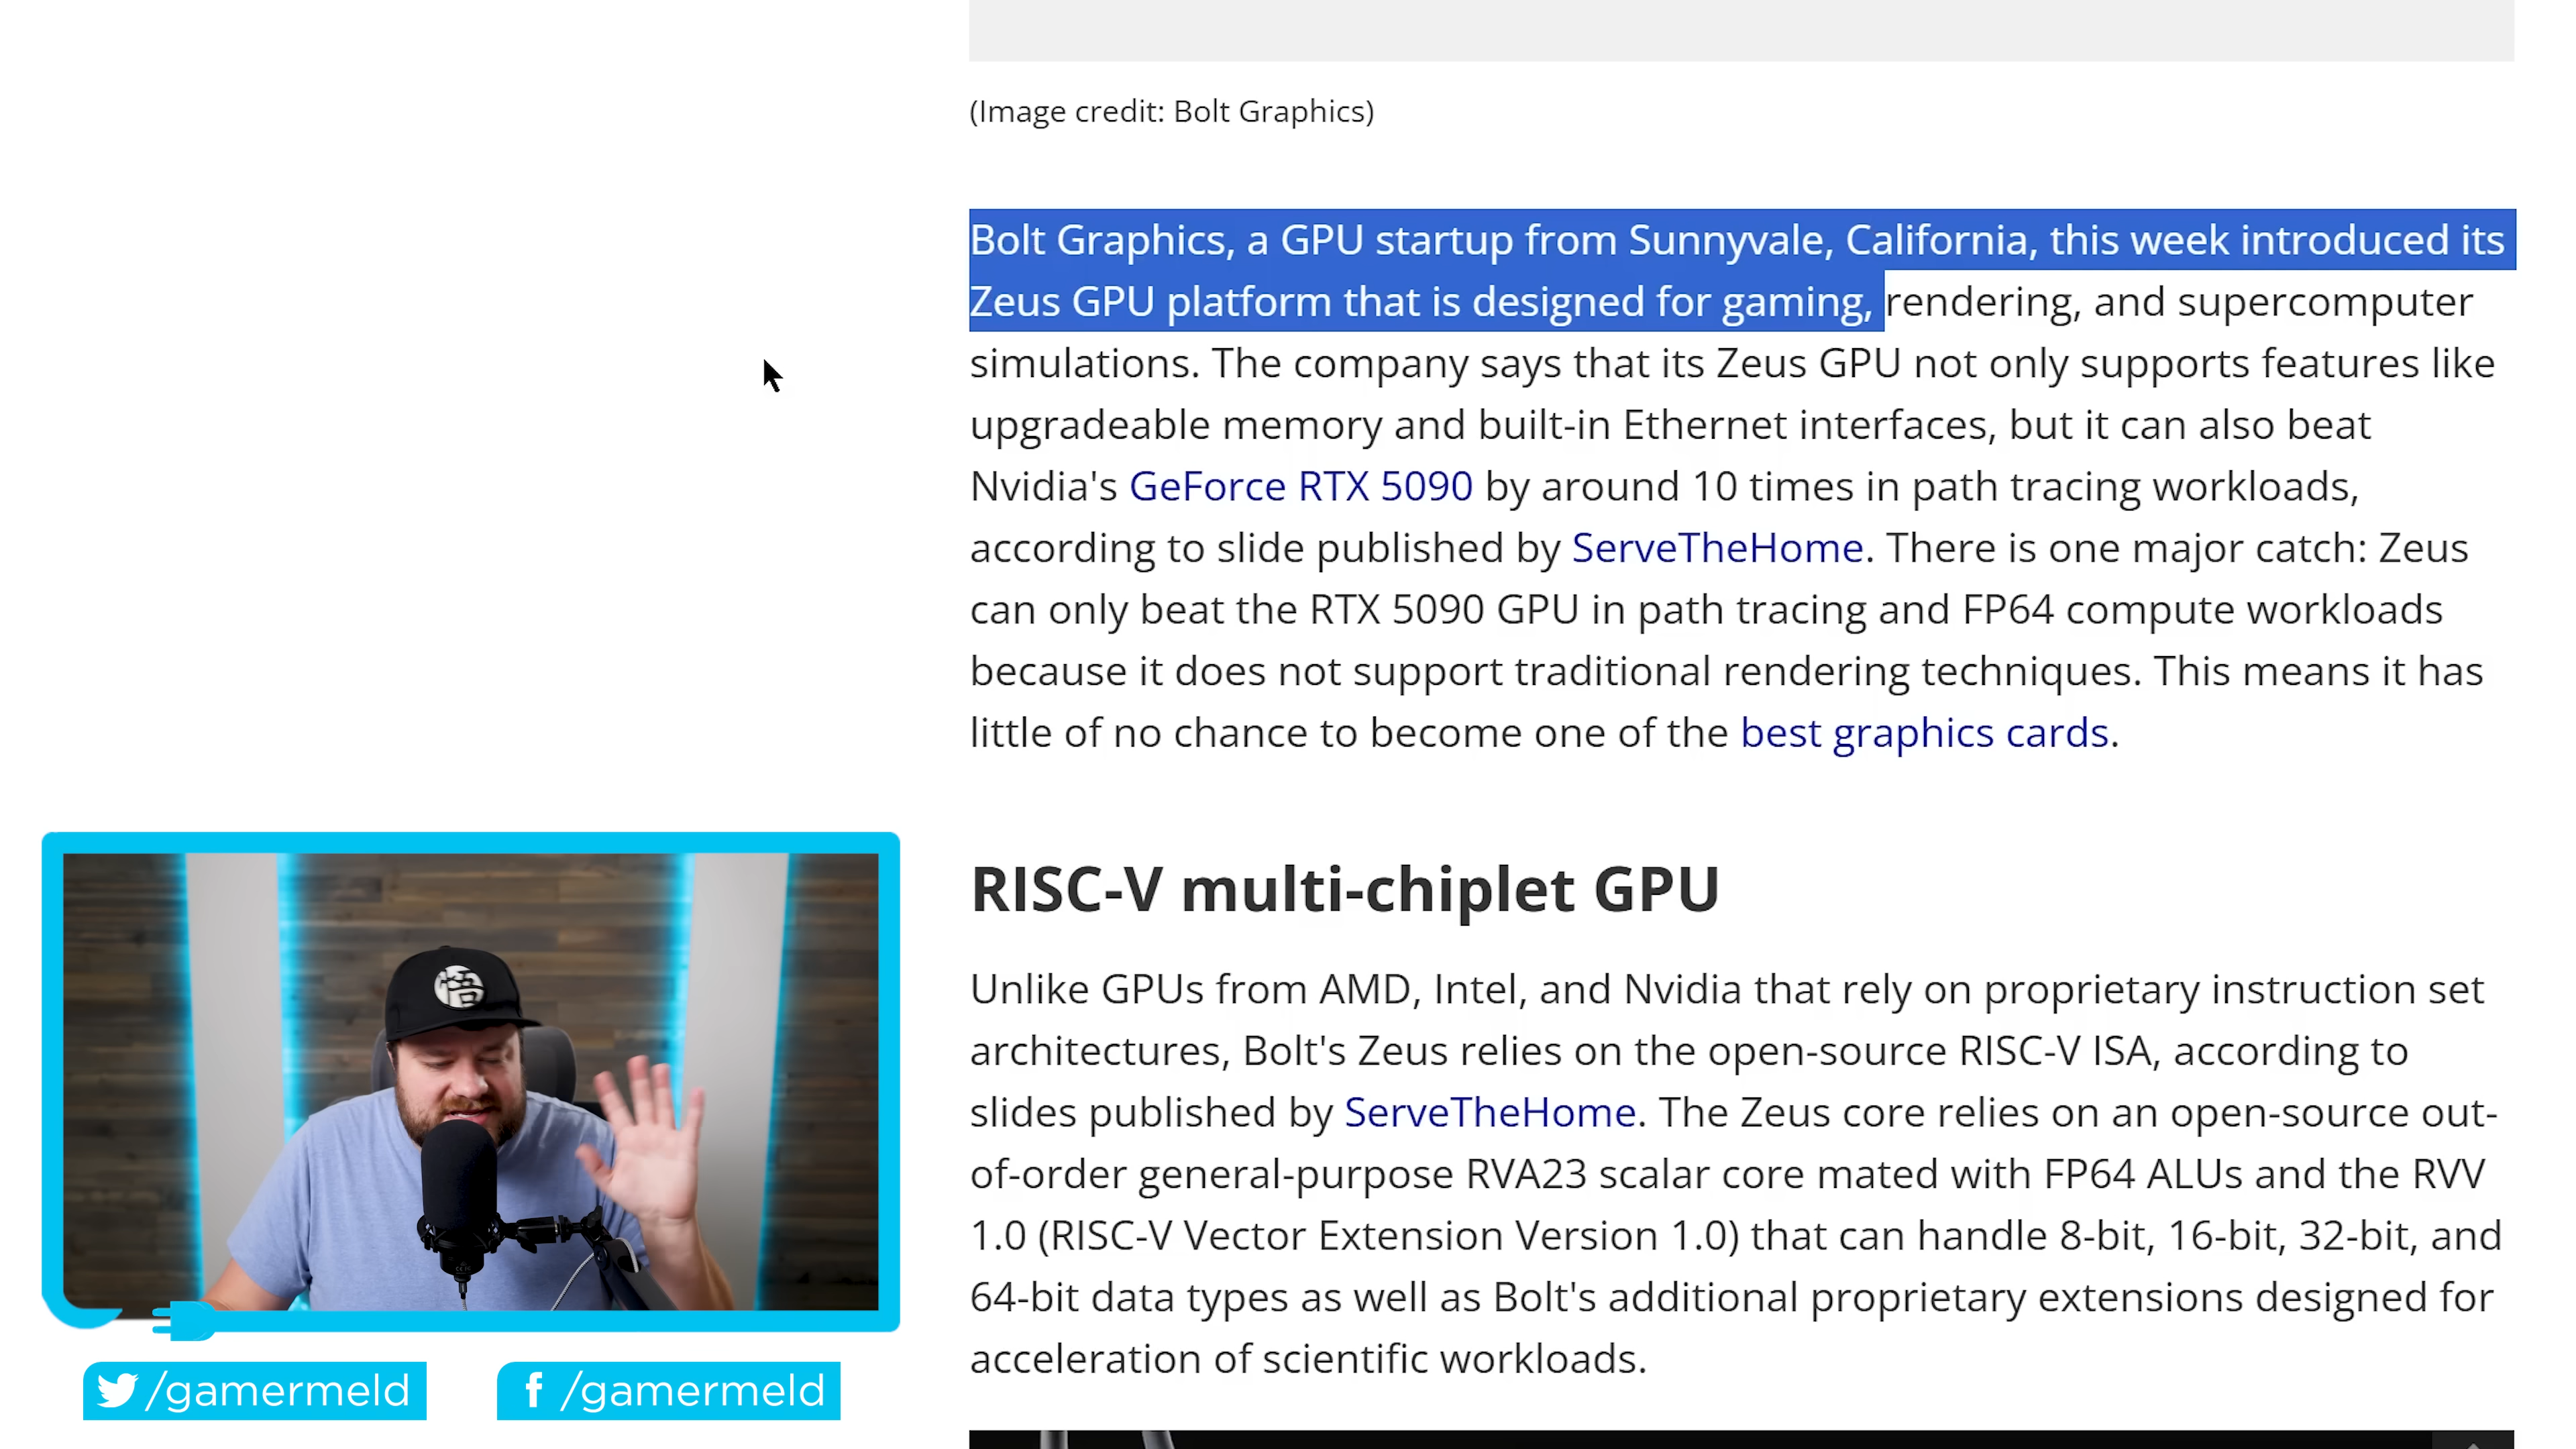 (Image credit: Bolt Graphics)
Bolt Graphics, a GPU startup from Sunnyvale, California, this week introduced its
Zeus GPU platform that is designed for gaming, rendering, and supercomputer
simulations. The company says that its Zeus GPU not only supports features like
upgradeable memory and built-in Ethernet interfaces, but it can also beat
Nvidia's GeForce RTX 5090 by around 10 times in path tracing workloads,
according to slide published by ServeTheHome. There is one major catch: Zeus
can only beat the RTX 5090 GPU in path tracing and FP64 compute workloads
because it does not support traditional rendering techniques. This means it has
little of no chance to become one of the best graphics cards.
RISC-V multi-chiplet GPU
Unlike GPUs from AMD, Intel, and Nvidia that rely on proprietary instruction set
architectures, Bolt's Zeus relies on the open-source RISC-V ISA, according to
slides published by ServeTheHome. The Zeus core relies on an open-source out-
of-order general-purpose RVA23 scalar core mated with FP64 ALUs and the RVV
1.0 (RISC-V Vector Extension Version 1.0) that can handle 8-bit, 16-bit, 32-bit, and
64-bit data types as well as Bolt's additional proprietary extensions designed for
acceleration of scientific workloads.
悟
/gamermeld
/gamermeld